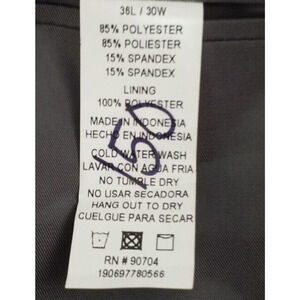 36L / 30W
85% POLYESTER
85% POLIESTER
15% SPANDEX
15% SPANDEX
LINING
100% POLYESTER
MADE IN INDONESIA
HECHO EN INDONESIA
COLD WATER WASH
LAVAR CON AGUA FRIA
NO TUMBLE DRY
NO USAR SECADORA
HANG OUT TO DRY
CUELGUE PARA SECAR
RN # 90704
190697780566